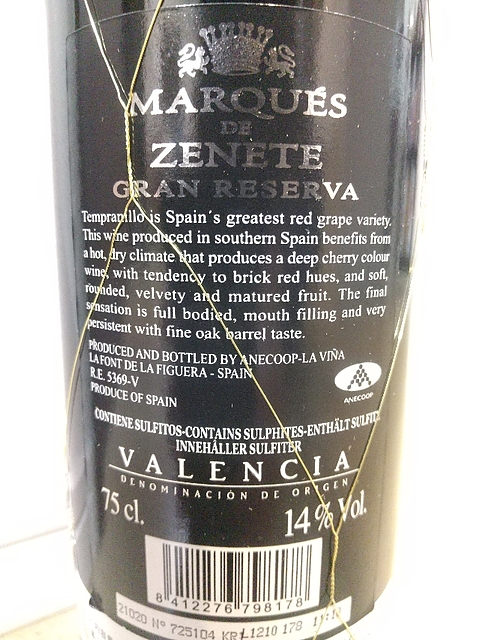 MARQUÉS
DE
ZENETE
GRAN RESERVA
Tempranillo is Spain´s greatest red grape variety.
This wine produced in southern Spain benefits from
a hot, dry climate that produces a deep cherry colour
wine, with tendency to brick red hues, and soft,
rounded, velvety and matured fruit. The final
sensation is full bodied, mouth filling and very
persistent with fine oak barrel taste.
PRODUCED AND BOTTLED BY ANECOOP-LA VIÑA
LA FONT DE LA FIGUERA - SPAIN
R.E. 5369-V
PRODUCE OF SPAIN
ANECOOP
CONTIENE SULFITOS-CONTAINS SULPHITES-ENTHÄLT SULFITE
INNEHÅLLER SULFITER
VALENCIA
DENOMINACIÓN DE ORIGEN
75 cl.
14 % Vol.
8 412276 798178
21020 Nº 725104 178